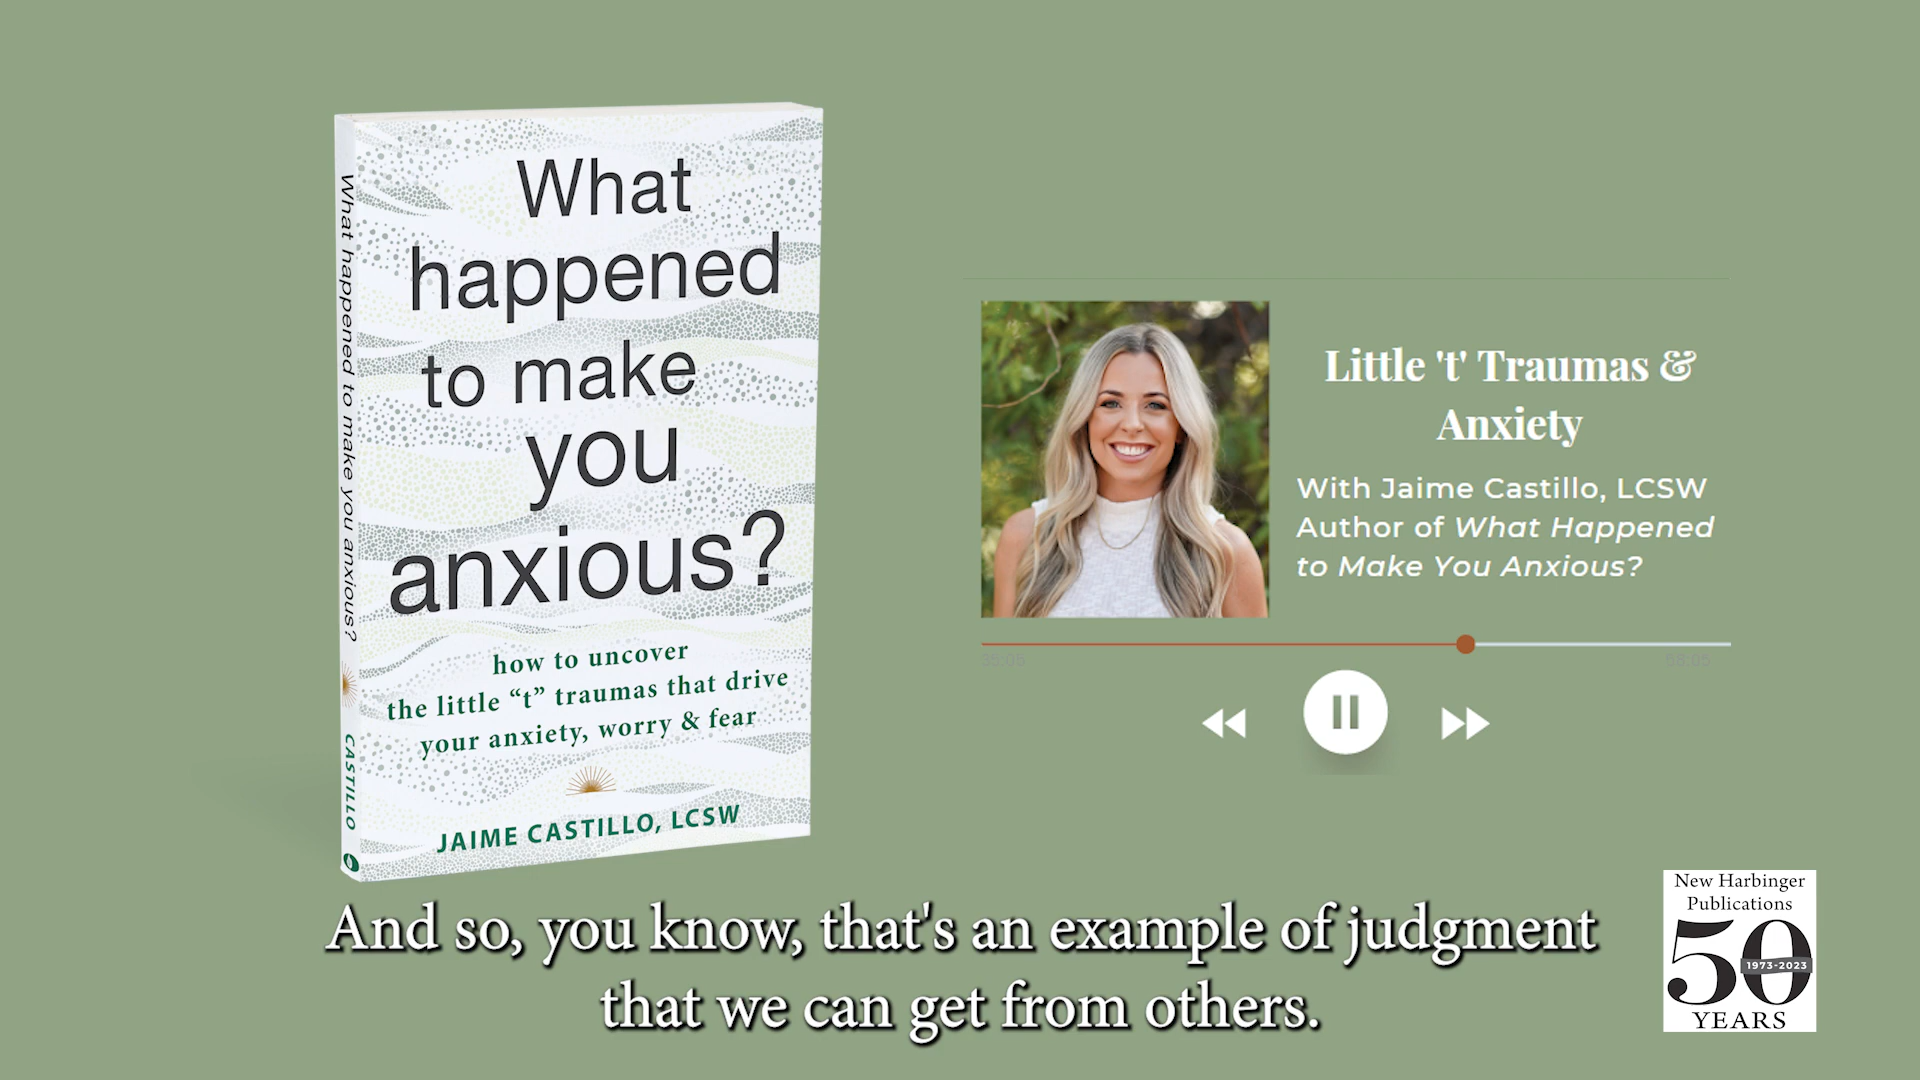 What
happened
to make
you
anxious?
how to uncover
the little “t” traumas that drive
your anxiety, worry & fear
JAIME CASTILLO, LCSW
What happened to make you anxious?
CASTILLO
Little 't' Traumas &
Anxiety
With Jaime Castillo, LCSW
Author of What Happened
to Make You Anxious?
35:05
And so, you know, that's an example of judgment
that we can get from others.
New Harbinger
Publications
50
1973-2023
YEARS